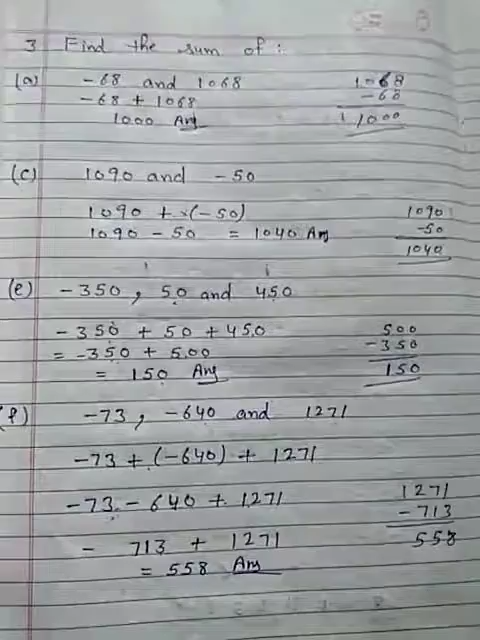 3 Find the sum of :
(a) -68 and 1068
-68 + 1068
1000 Ans
1068
-68
1000
(c) 1090 and -50
1090 + (-50)
1090 - 50 = 1040 Ans
1090
-50
1040
(e) -350, 50 and 450
-350 + 50 + 450
= -350 + 500
= 150 Ans
500
-350
150
(f) -73, -640 and 1271
-73 + (-640) + 1271
-73 - 640 + 1271
- 713 + 1271
= 558 Ans
1271
- 713
558